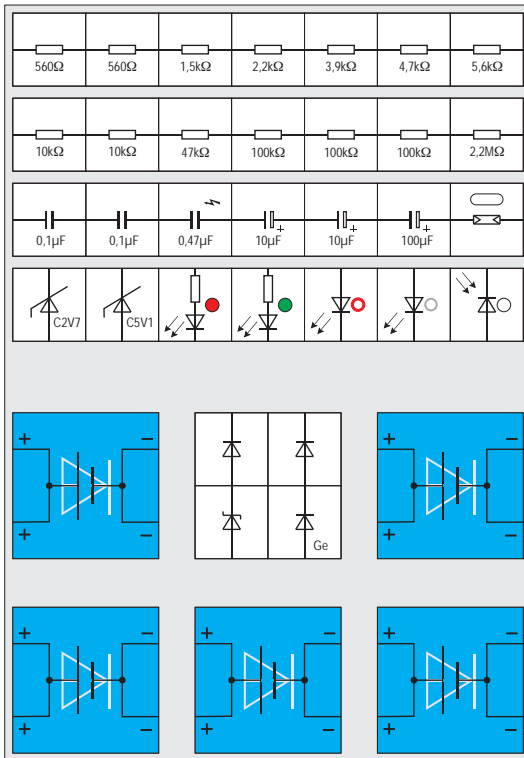 560Ω 560Ω 1,5kΩ 2,2kΩ 3,9kΩ 4,7kΩ 5,6kΩ
10kΩ 10kΩ 47kΩ 100kΩ 100kΩ 100kΩ 2,2MΩ
+ + +
0,1µF 0,1µF 0,47µF 10µF 10µF 100µF
C2V7 C5V1
+ − + −
+ − Ge + −
+ − + − + −
+ − + − + −